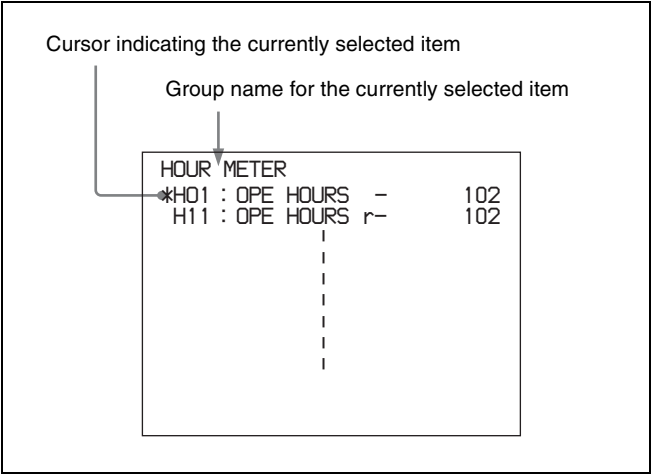 Cursor indicating the currently selected item
Group name for the currently selected item
HOUR METER
*H01 : OPE HOURS - 102
H11 : OPE HOURS r- 102